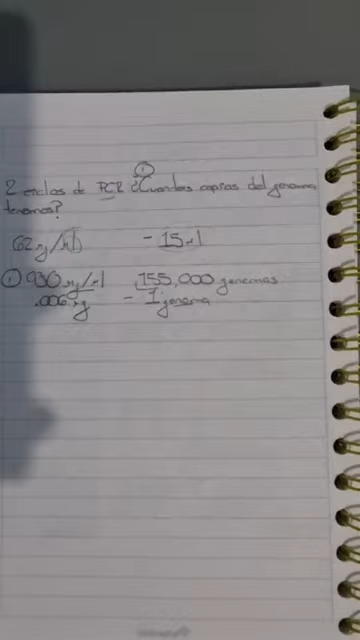 ①
2 ciclos de PCR ¿Cuantas copias del genoma
tenemos?
(62 ng/µl) - 15 µl
① 930 ng/µl 155,000 genomas
.006 ng - 1 genoma